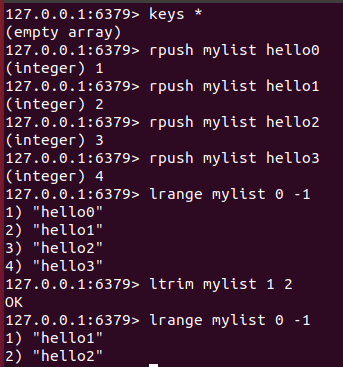 127.0.0.1:6379> keys *
(empty array)
127.0.0.1:6379> rpush mylist hello0
(integer) 1
127.0.0.1:6379> rpush mylist hello1
(integer) 2
127.0.0.1:6379> rpush mylist hello2
(integer) 3
127.0.0.1:6379> rpush mylist hello3
(integer) 4
127.0.0.1:6379> lrange mylist 0 -1
1) "hello0"
2) "hello1"
3) "hello2"
4) "hello3"
127.0.0.1:6379> ltrim mylist 1 2
OK
127.0.0.1:6379> lrange mylist 0 -1
1) "hello1"
2) "hello2"